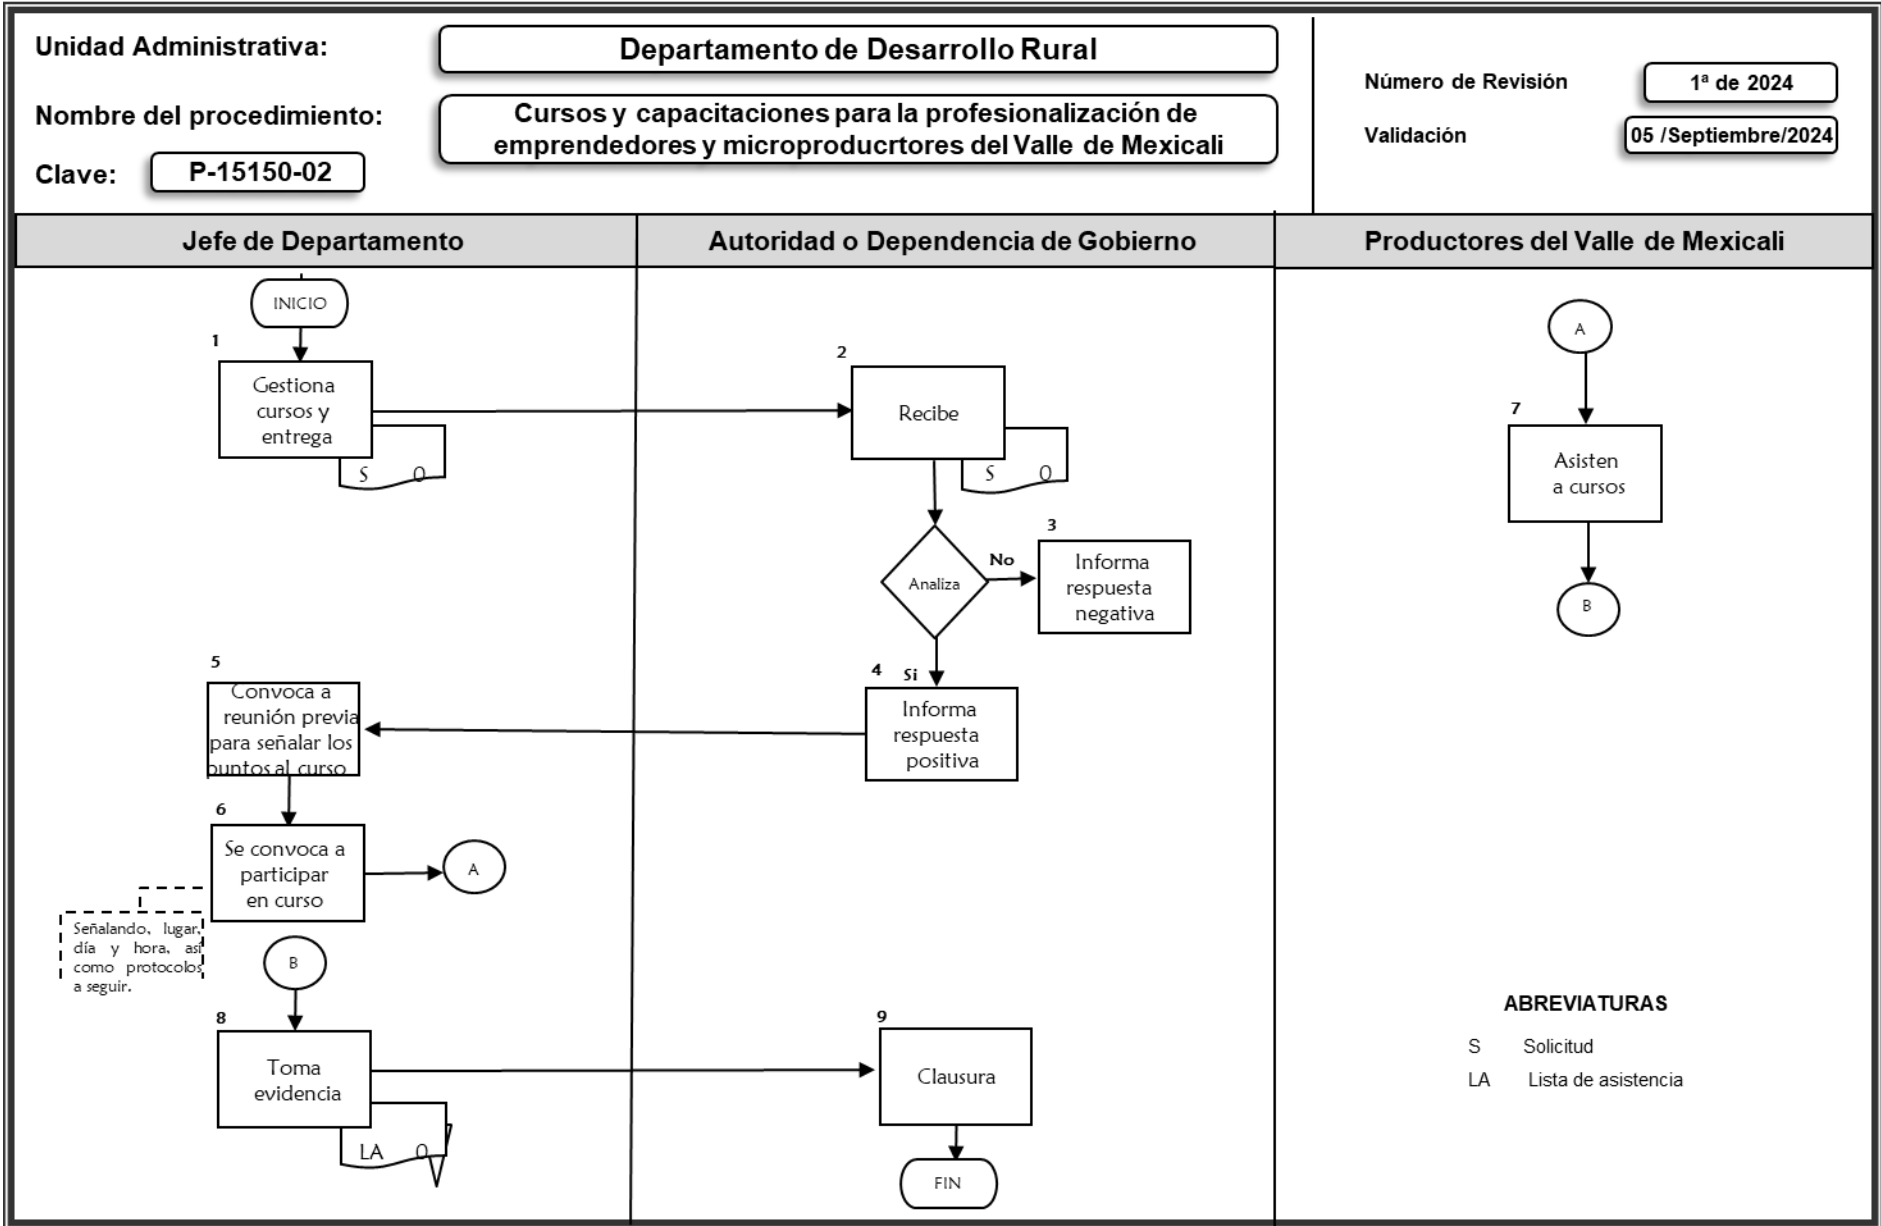 Unidad Administrativa:
Departamento de Desarrollo Rural
Nombre del procedimiento:
Cursos y capacitaciones para la profesionalización de
emprendedores y microproducrtores del Valle de Mexicali
Clave:
P-15150-02
Número de Revisión
1ª de 2024
Validación
05 /Septiembre/2024
Jefe de Departamento
Autoridad o Dependencia de Gobierno
Productores del Valle de Mexicali
INICIO
1
Gestiona
cursos y
entrega
S O
2
Recibe
S O
Analiza
No
3
Informa
respuesta
negativa
Si
4
Informa
respuesta
positiva
5
Convoca a
reunión previa
para señalar los
puntos al curso
6
Se convoca a
participar
en curso
A
Señalando, lugar,
día y hora, así
como protocolos
a seguir.
A
7
Asisten
a cursos
B
B
8
Toma
evidencia
LA O
9
Clausura
FIN
ABREVIATURAS
S Solicitud
LA Lista de asistencia